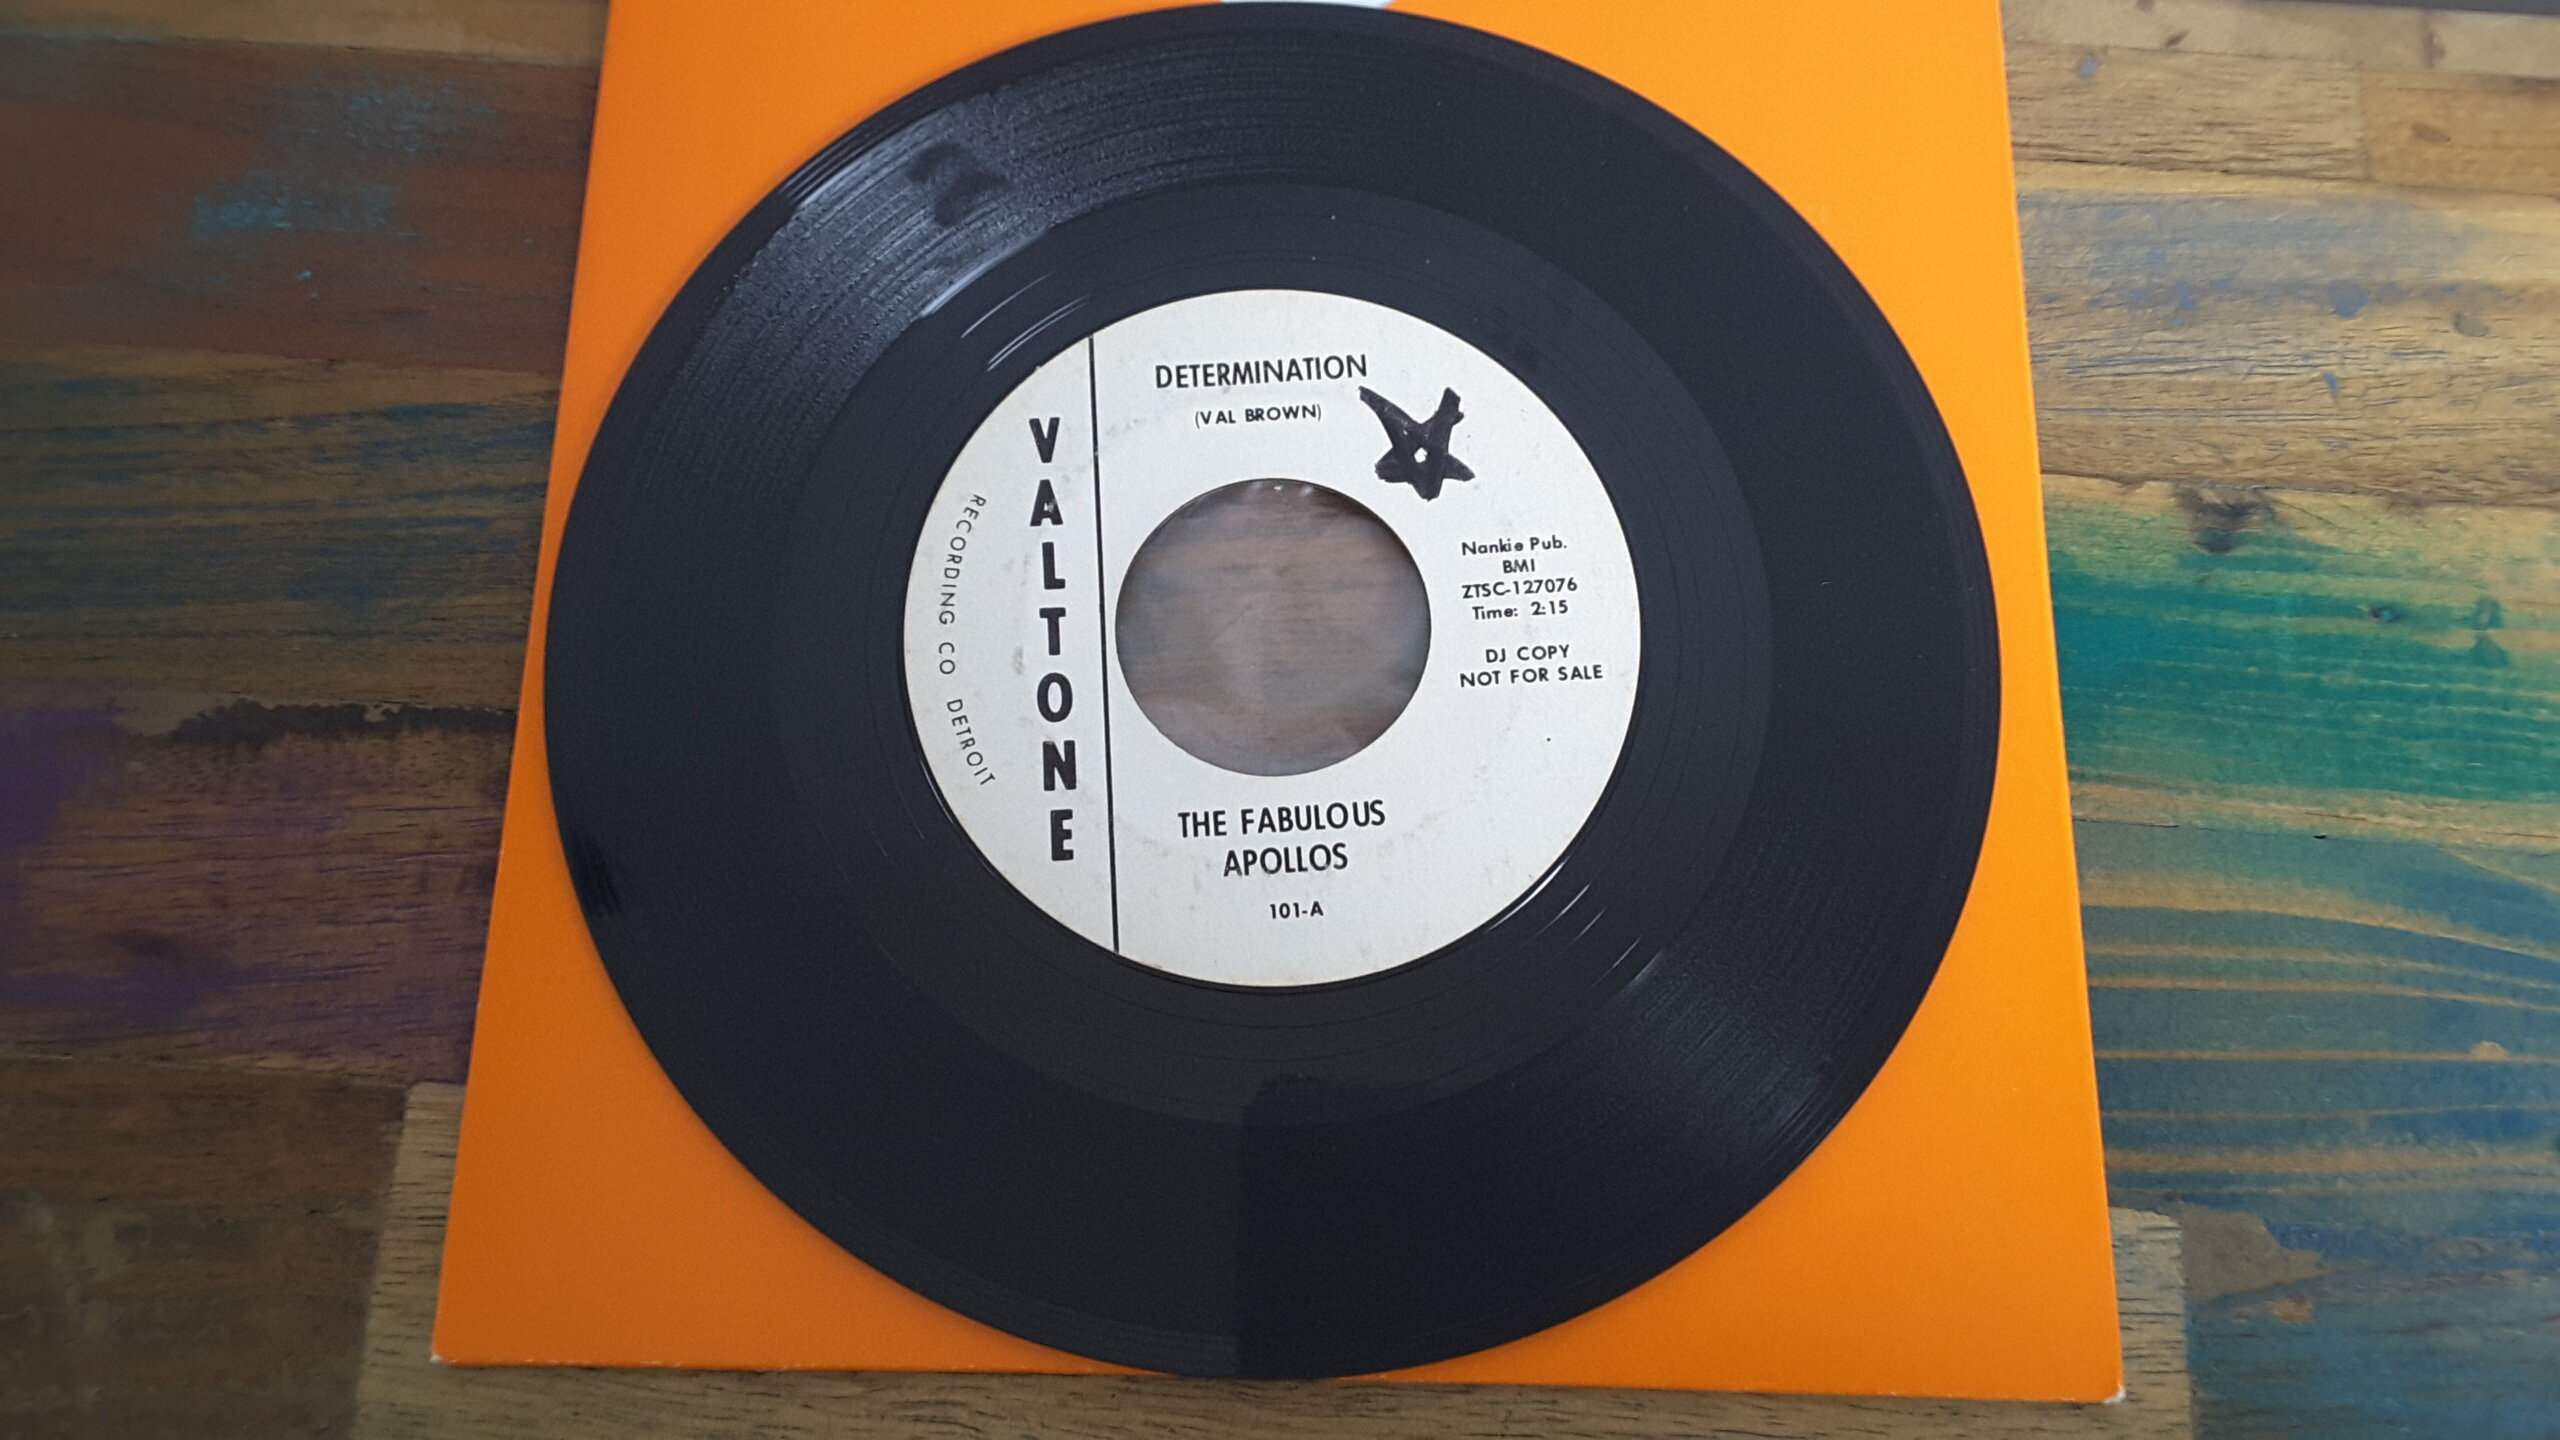 DETERMINATION
(VAL BROWN)
VALTONE
RECORDING CO DETROIT
Nankie Pub.
BMI
ZTSC-127076
Time: 2:15
DJ COPY
NOT FOR SALE
THE FABULOUS
APOLLOS
101-A